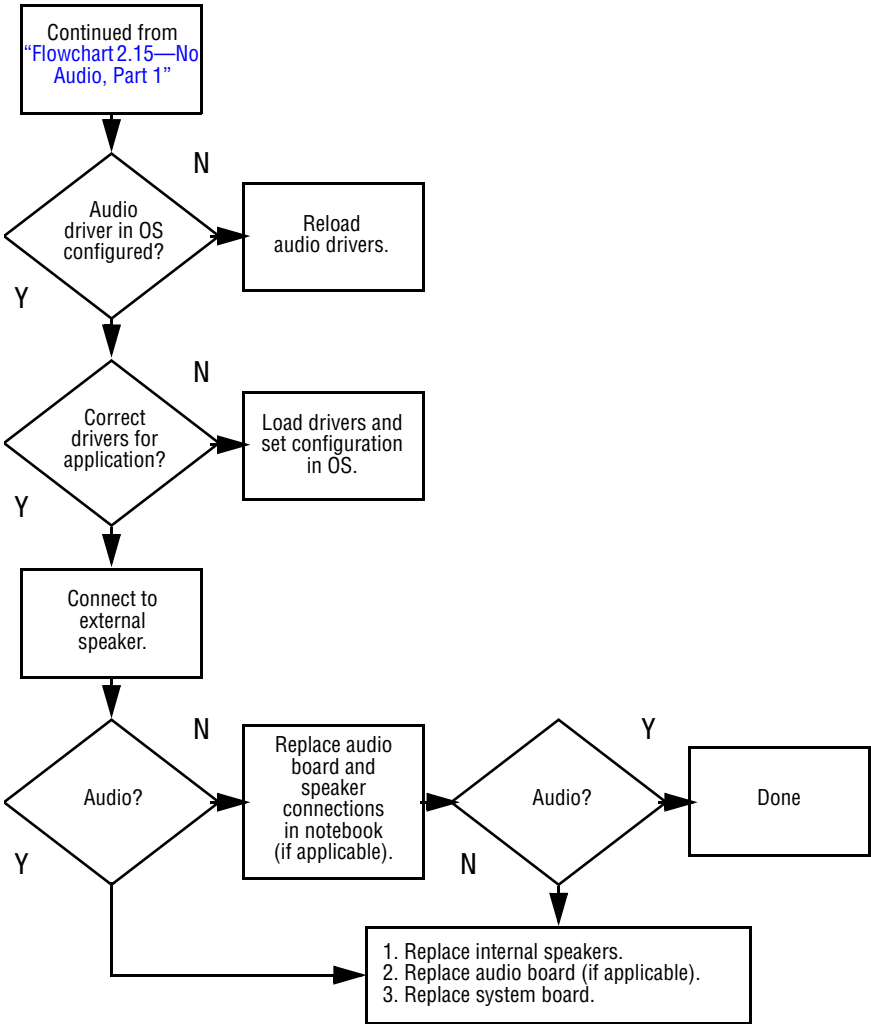 Continued from
“Flowchart 2.15—No
Audio, Part 1”
N
Audio
driver in OS
configured?
Reload
audio drivers.
Y
N
Correct
drivers for
application?
Load drivers and
set configuration
in OS.
Y
Connect to
external
speaker.
N
Audio?
Y
Replace audio
board and
speaker
connections
in notebook
(if applicable).
Y
Audio?
N
Done
1. Replace internal speakers.
2. Replace audio board (if applicable).
3. Replace system board.